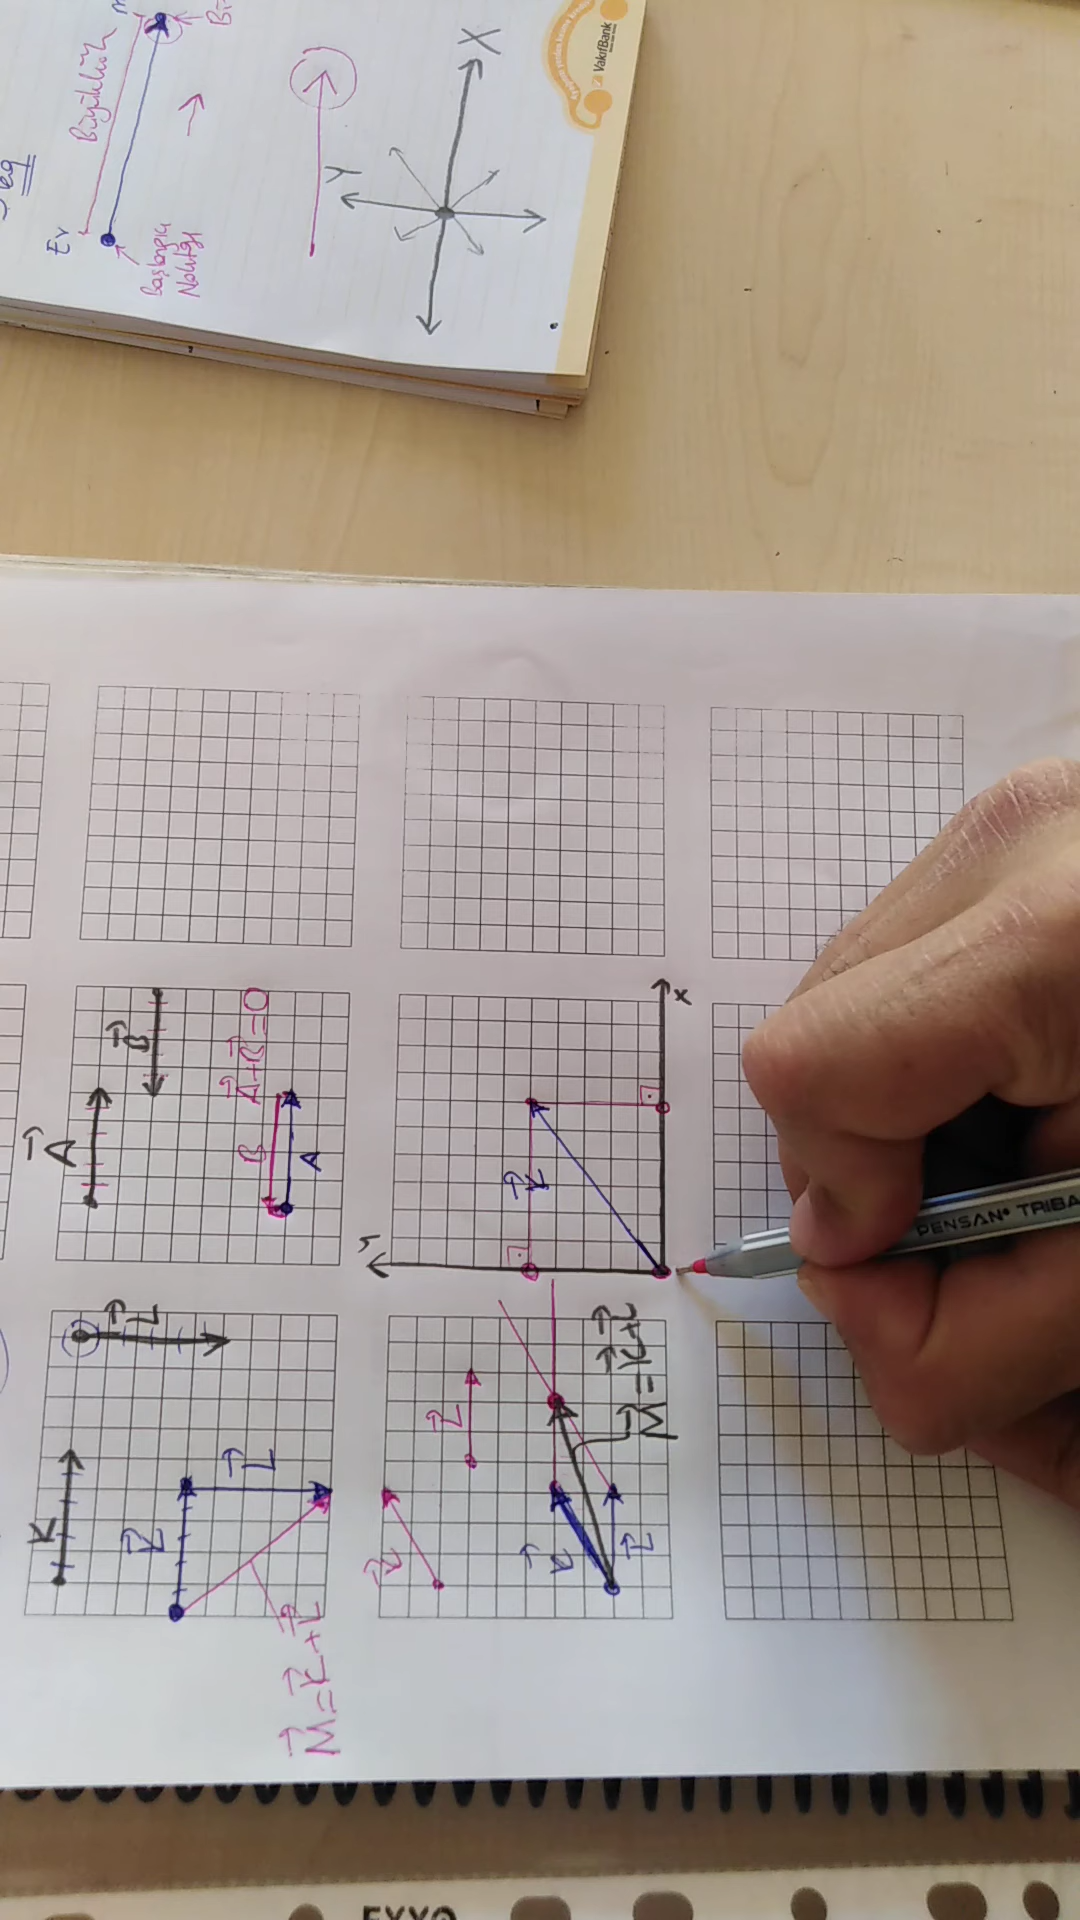 Büyüklük
Ev
Başlangıç
Noktası
Y
X
VakıfBank
K
L
K
L
M=K+L
A
B
A+B=0
B
A
K
L
K
L
M=K+L
y
x
K
PENSAN TRIBA